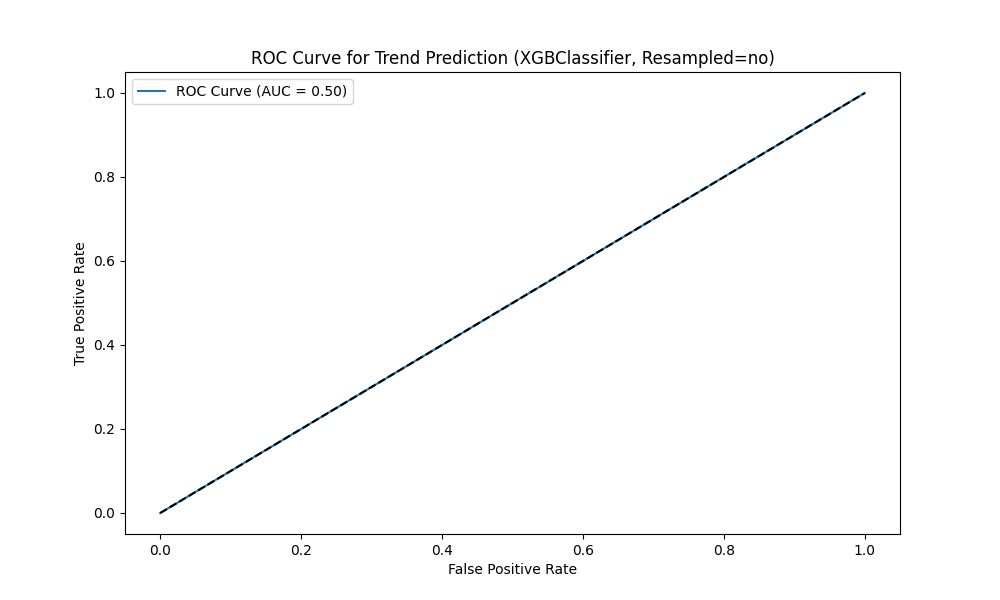 ROC Curve for Trend Prediction (XGBClassifier, Resampled=no)
ROC Curve (AUC = 0.50)
True Positive Rate
1.0
0.8
0.6
0.4
0.2
0.0
0.0 0.2 0.4 0.6 0.8 1.0
False Positive Rate